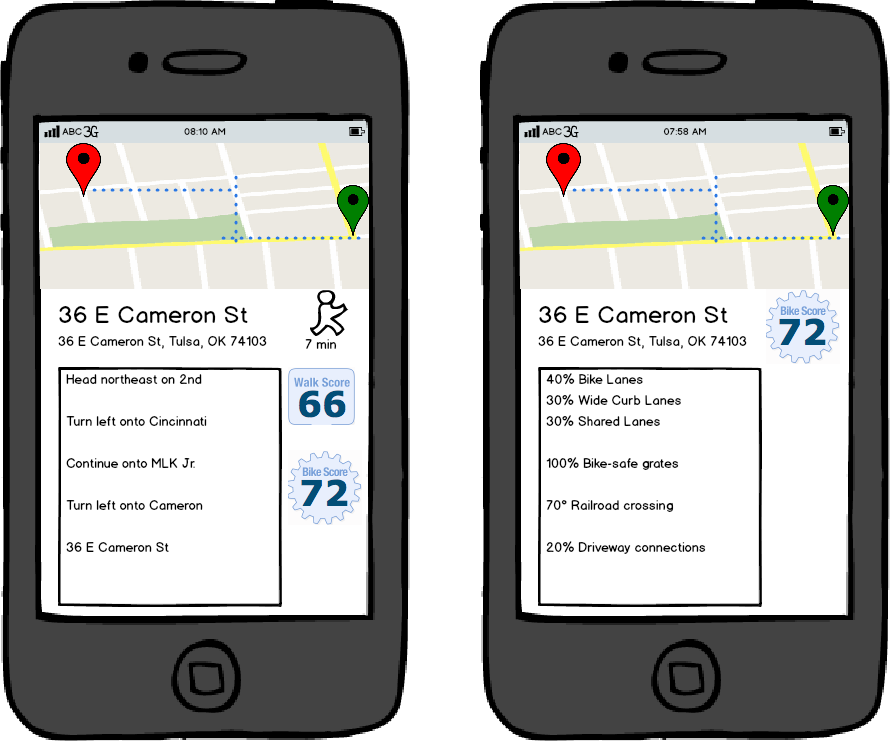 ABC 3G 08:10 AM
36 E Cameron St
36 E Cameron St, Tulsa, OK 74103
7 min
Head northeast on 2nd
Turn left onto Cincinnati
Continue onto MLK Jr.
Turn left onto Cameron
36 E Cameron St
Walk Score
66
Bike Score
72
ABC 3G 07:58 AM
36 E Cameron St
36 E Cameron St, Tulsa, OK 74103
Bike Score
72
40% Bike Lanes
30% Wide Curb Lanes
30% Shared Lanes
100% Bike-safe grates
70° Railroad crossing
20% Driveway connections